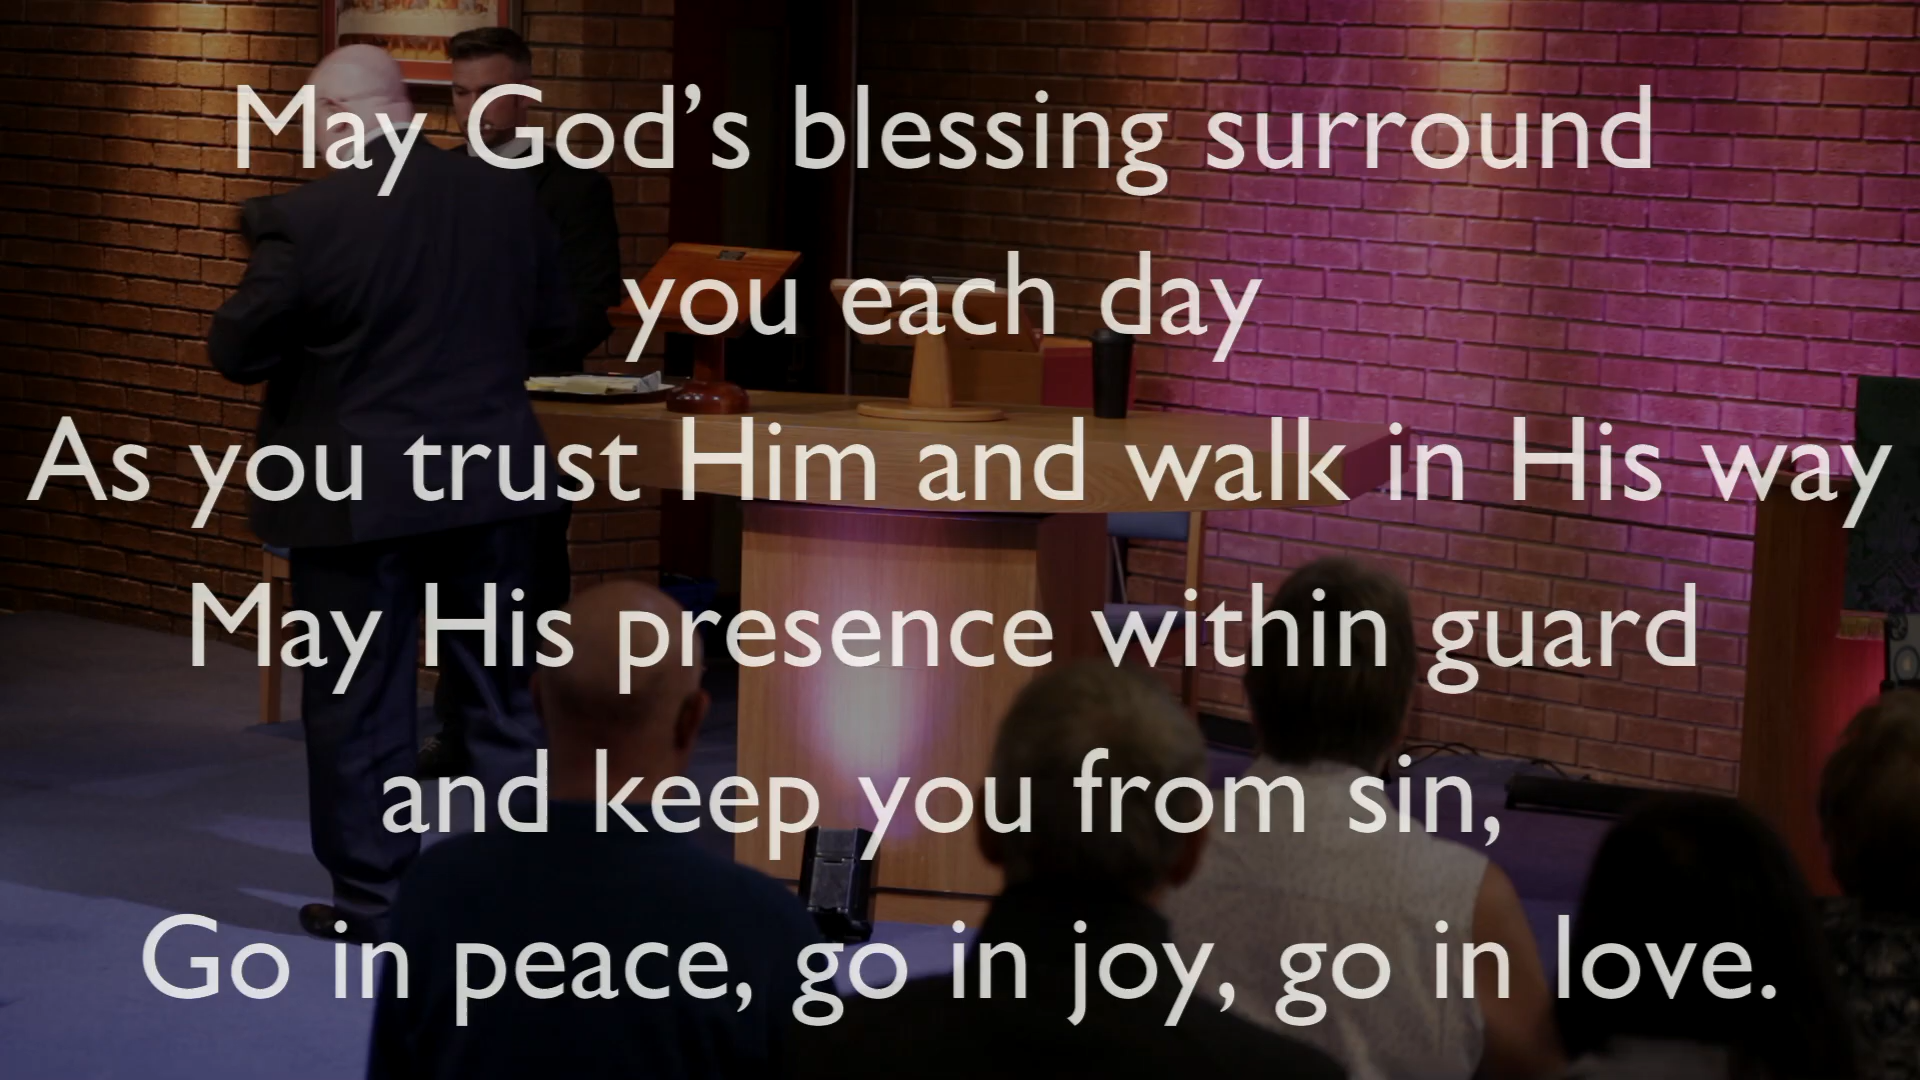 May God’s blessing surround
you each day
As you trust Him and walk in His way
May His presence within guard
and keep you from sin,
Go in peace, go in joy, go in love.